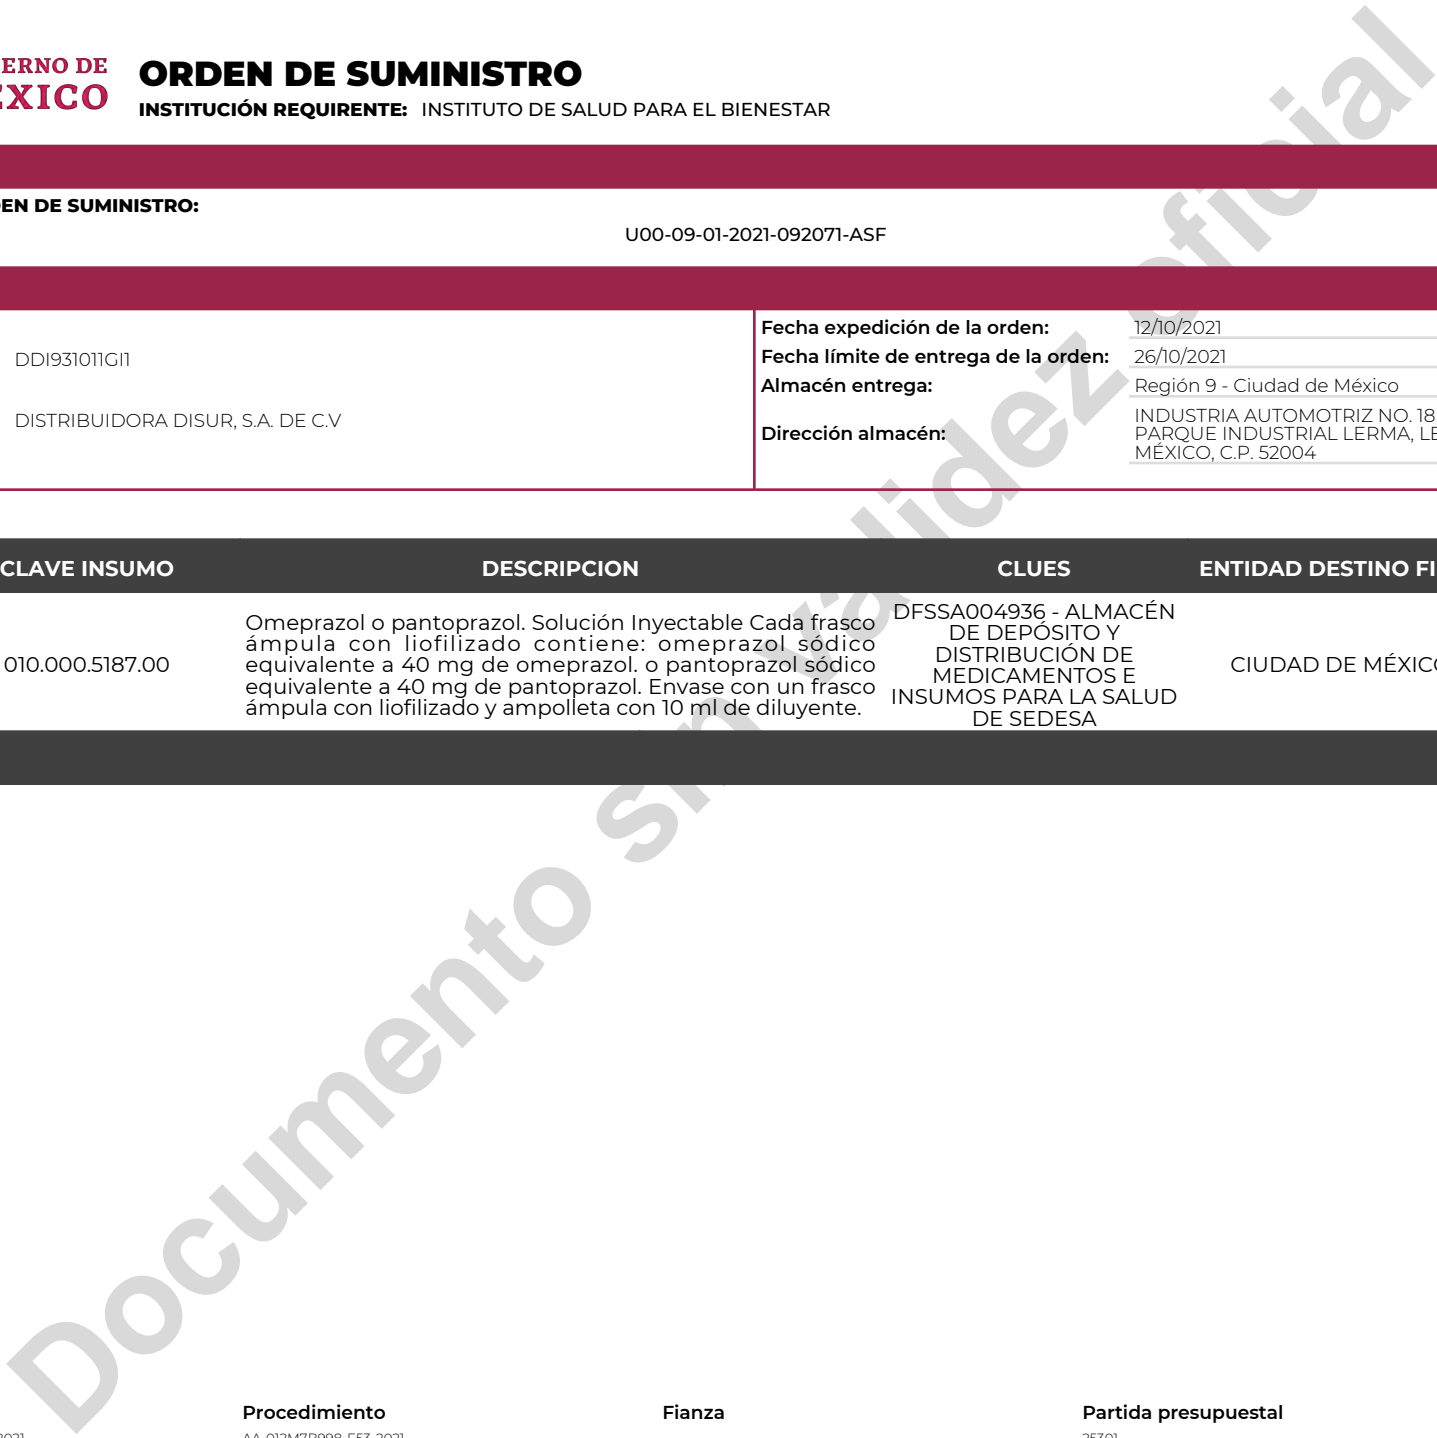 ERNO DE
ORDEN DE SUMINISTRO
INSTITUCIÓN REQUIRENTE: INSTITUTO DE SALUD PARA EL BIENESTAR
EN DE SUMINISTRO:
U00-09-01-2021-092071-ASF
DDI931011GI1
DISTRIBUIDORA DISUR, S.A. DE C.V
Fecha expedición de la orden: 12/10/2021
Fecha límite de entrega de la orden: 26/10/2021
Almacén entrega: Región 9 - Ciudad de México
Dirección almacén:
INDUSTRIA AUTOMOTRIZ NO. 18
PARQUE INDUSTRIAL LERMA, LE
MÉXICO, C.P. 52004
CLAVE INSUMO DESCRIPCION CLUES ENTIDAD DESTINO FI
010.000.5187.00
Omeprazol o pantoprazol. Solución Inyectable Cada frasco
ámpula con liofilizado contiene: omeprazol sódico
equivalente a 40 mg de omeprazol. o pantoprazol sódico
equivalente a 40 mg de pantoprazol. Envase con un frasco
ámpula con liofilizado y ampolleta con 10 ml de diluyente.
DFSSA004936 - ALMACÉN
DE DEPÓSITO Y
DISTRIBUCIÓN DE
MEDICAMENTOS E
INSUMOS PARA LA SALUD
DE SEDESA
CIUDAD DE MÉXICO
Documento sin validez oficial
Procedimiento Fianza Partida presupuestal